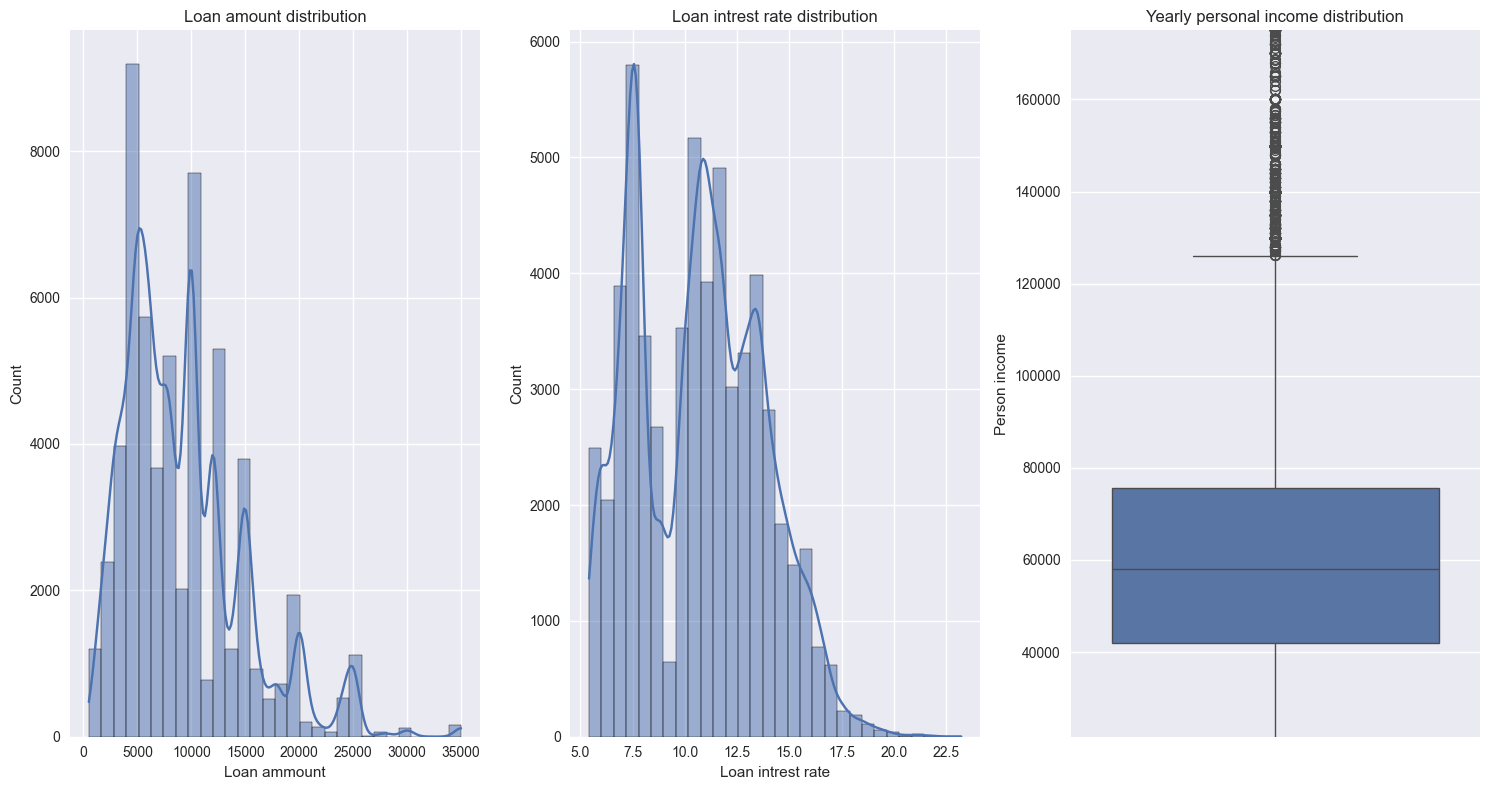 Loan amount distribution
Count
8000
6000
4000
2000
0
0 5000 10000 15000 20000 25000 30000 35000
Loan ammount
Loan intrest rate distribution
Count
6000
5000
4000
3000
2000
1000
0
5.0 7.5 10.0 12.5 15.0 17.5 20.0 22.5
Loan intrest rate
Yearly personal income distribution
Person income
160000
140000
120000
100000
80000
60000
40000